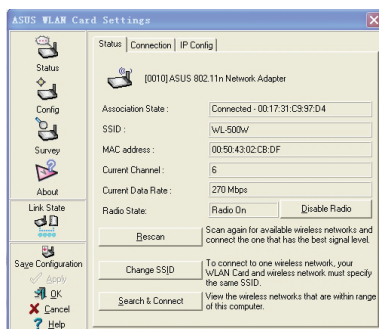 ASUS WLAN Card Settings
Status
Config
Survey
About
Link State
Save Configuration
Apply
OK
Cancel
Help
Status Connection IP Config
[0010] ASUS 802.11n Network Adapter
Association State : Connected - 00:17:31:C9:97:D4
SSID : WL-500W
MAC address : 00:50:43:02:CB:DF
Current Channel : 6
Current Data Rate : 270 Mbps
Radio State: Radio On Disable Radio
Rescan
Scan again for available wireless networks and
connect the one that has the best signal level.
Change SSID
To connect to one wireless network, your
WLAN Card and wireless network must specify
the same SSID.
Search & Connect
View the wireless networks that are within range
of this computer.